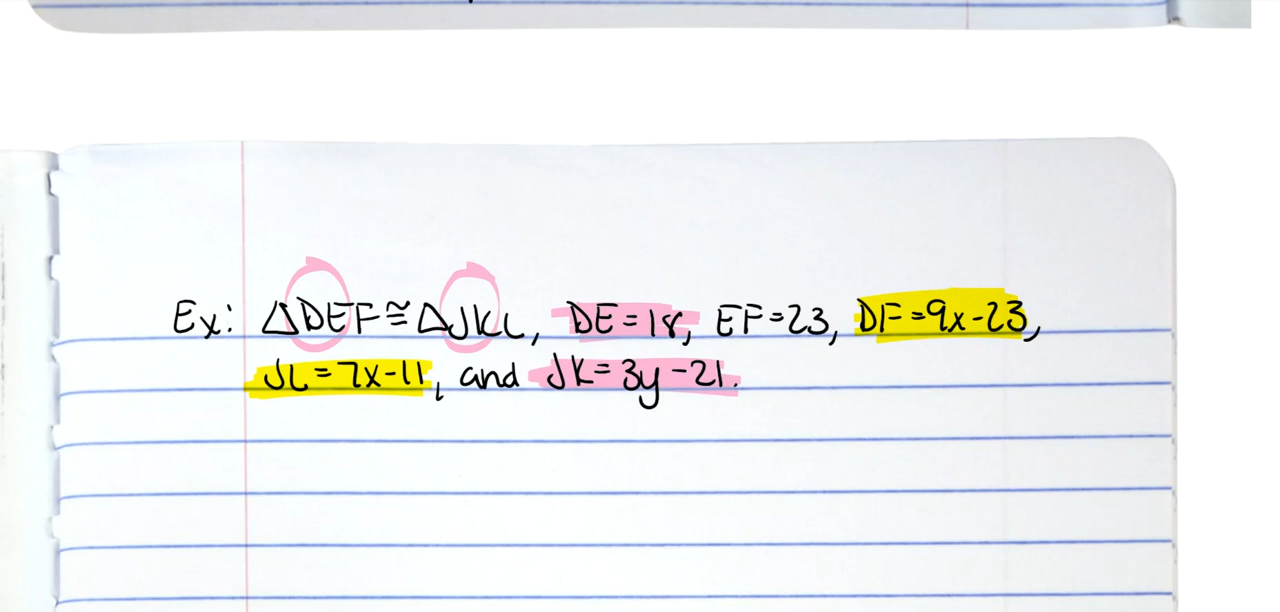 Ex: △DEF ≅ △JKL, DE = 18, EF = 23, DF = 9x - 23,
JL = 7x - 11, and JK = 3y - 21.